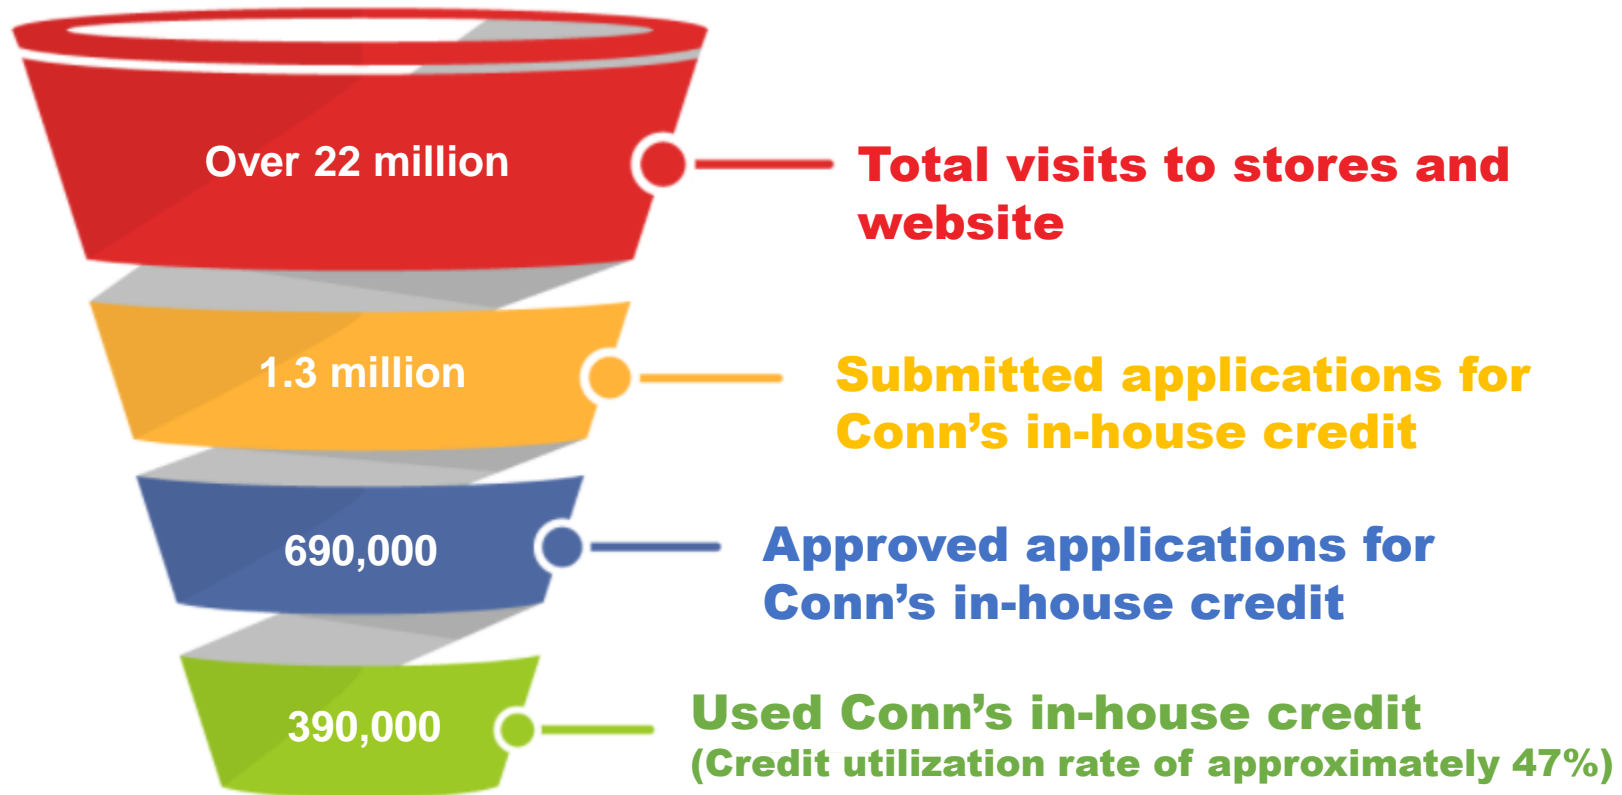 Over 22 million
Total visits to stores and
website
1.3 million
Submitted applications for
Conn’s in-house credit
690,000
Approved applications for
Conn’s in-house credit
390,000
Used Conn’s in-house credit
(Credit utilization rate of approximately 47%)